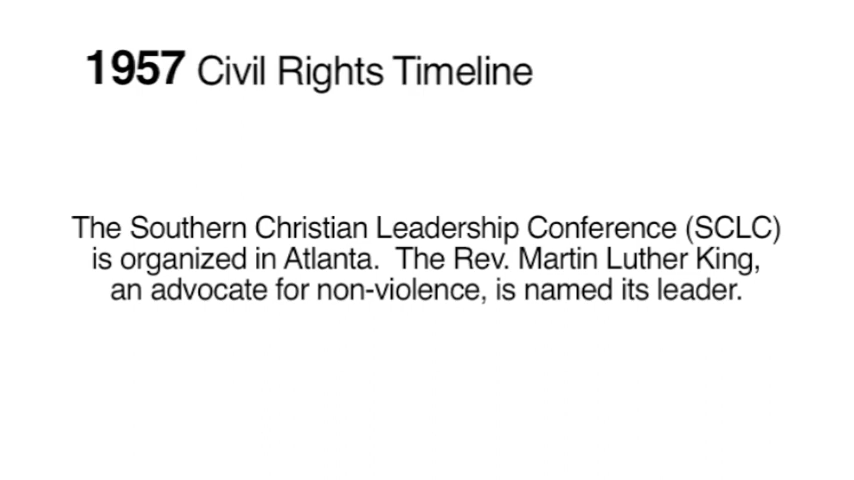 1957 Civil Rights Timeline
The Southern Christian Leadership Conference (SCLC)
is organized in Atlanta.  The Rev. Martin Luther King,
an advocate for non-violence, is named its leader.